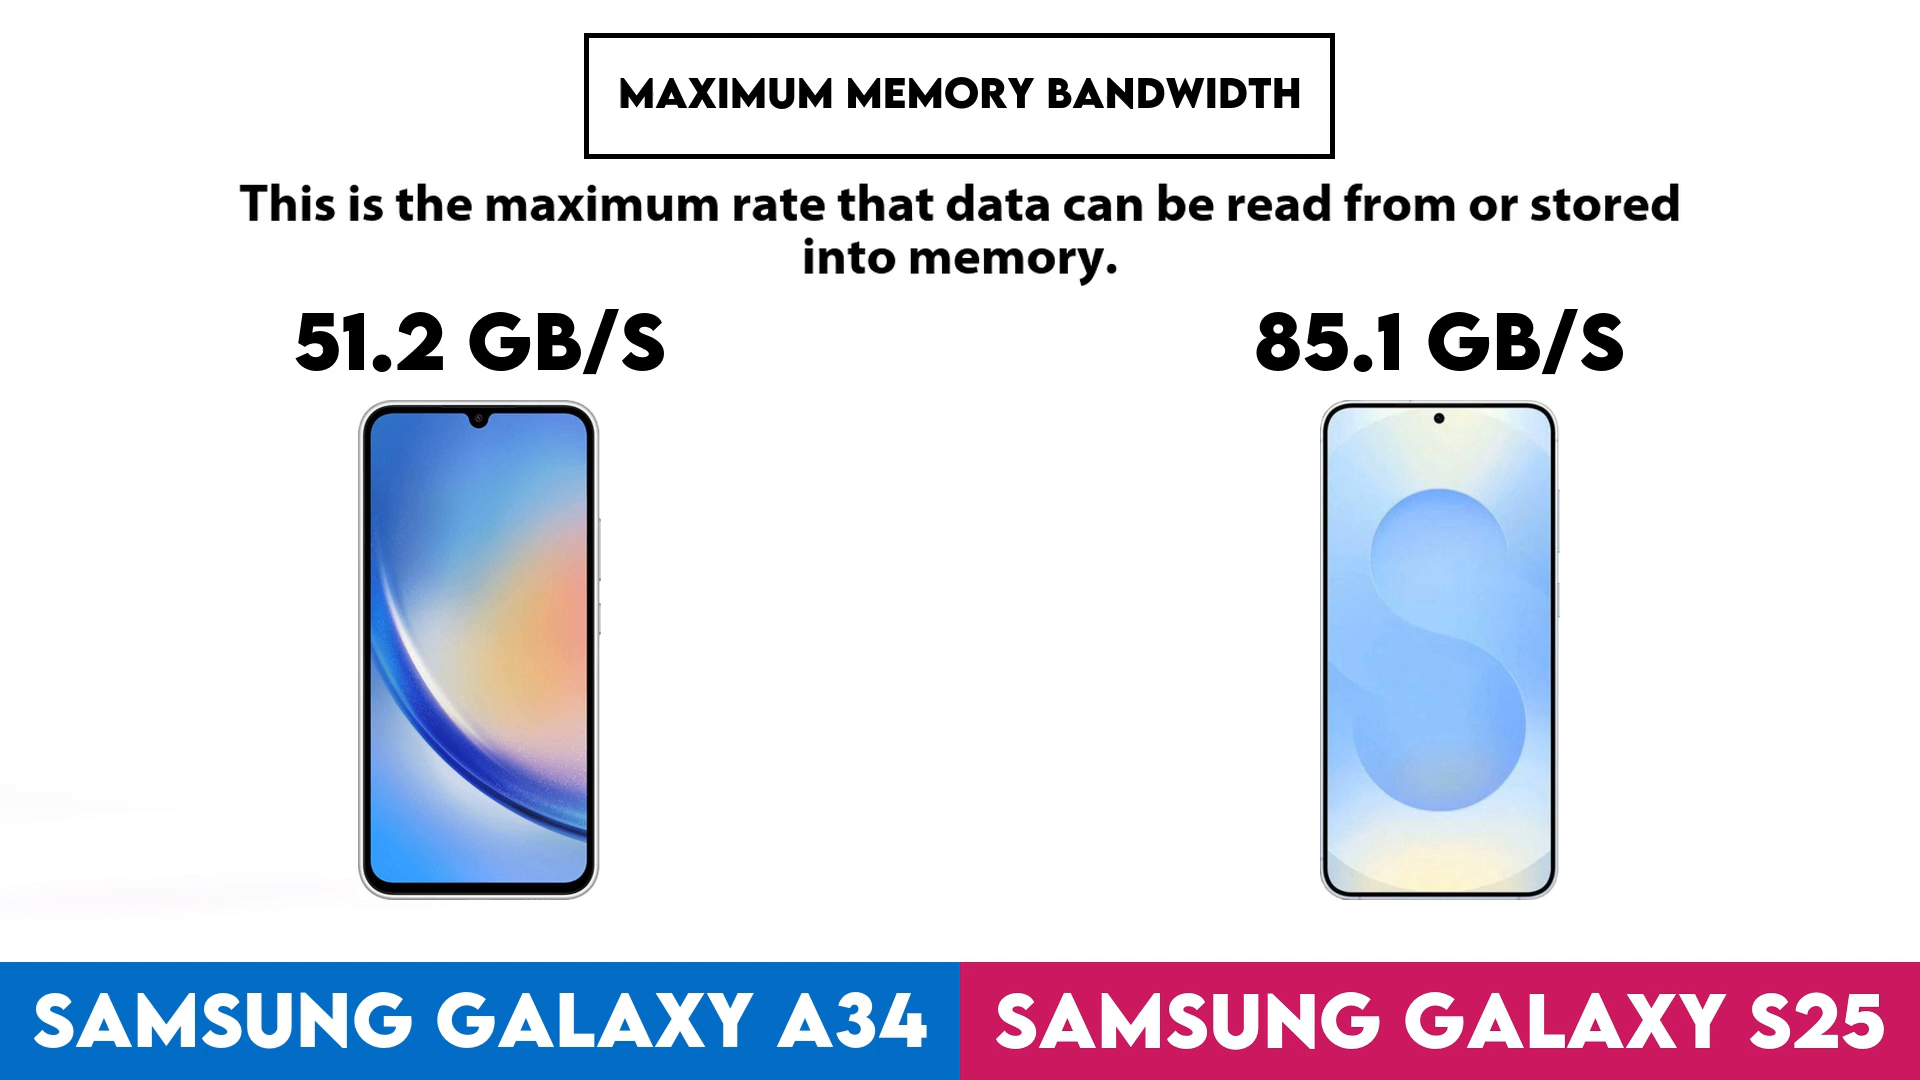 MAXIMUM MEMORY BANDWIDTH
This is the maximum rate that data can be read from or stored
into memory.
51.2 GB/S
85.1 GB/S
SAMSUNG GALAXY A34
SAMSUNG GALAXY S25